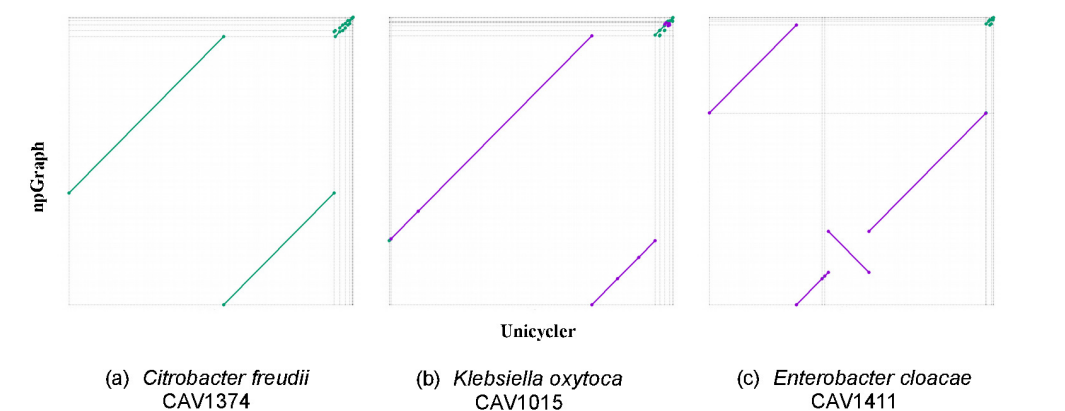 npGraph
Unicycler
(a) Citrobacter freudii
CAV1374
(b) Klebsiella oxytoca
CAV1015
(c) Enterobacter cloacae
CAV1411